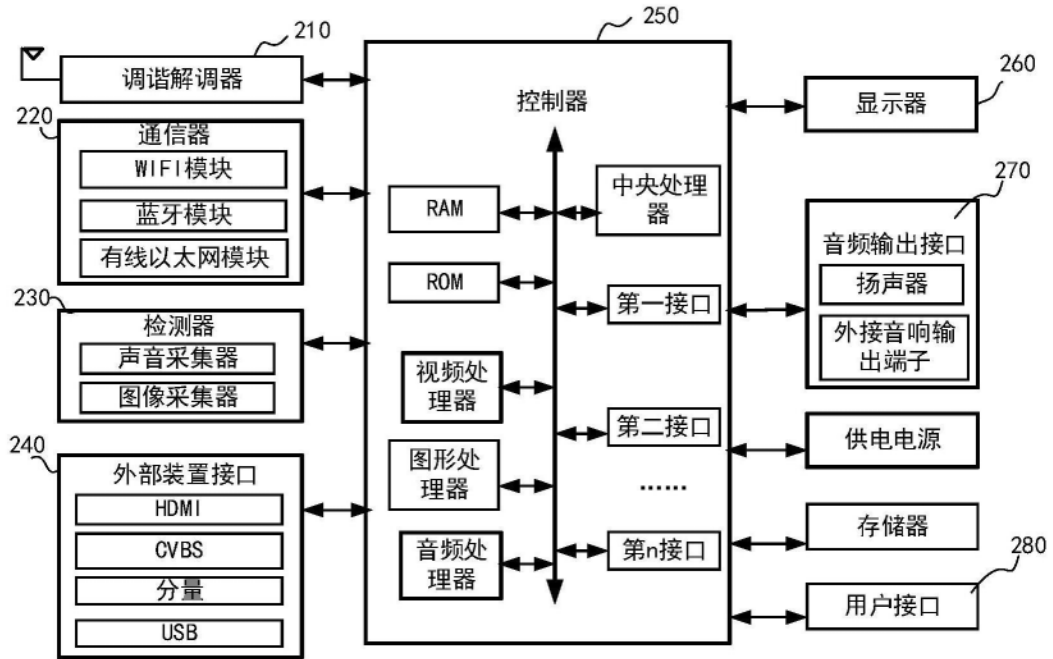 210
调谐解调器
220
通信器
WIFI模块
蓝牙模块
有线以太网模块
230
检测器
声音采集器
图像采集器
240
外部装置接口
HDMI
CVBS
分量
USB
250
控制器
RAM
ROM
视频处
理器
图形处
理器
音频处
理器
中央处理
器
第一接口
第二接口
……
第n接口
260
显示器
270
音频输出接口
扬声器
外接音响输
出端子
供电电源
存储器
280
用户接口